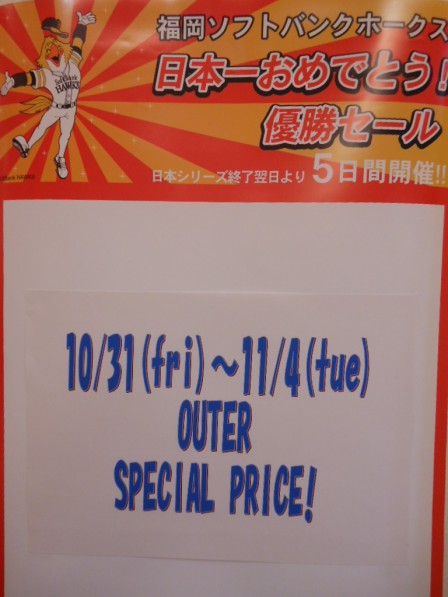 福岡ソフトバンクホークス
日本一おめでとう!
優勝セール
日本シリーズ終了翌日より 5日間開催!!
HAWKS
10/31(fri)～11/4(tue)
OUTER
SPECIAL PRICE!